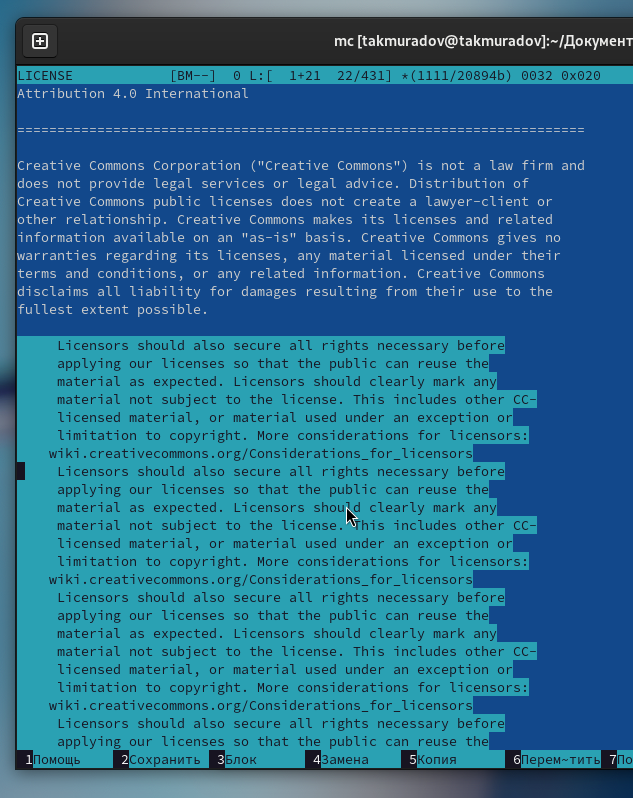 mc [takmuradov@takmuradov]:~/Документ
LICENSE [BM--] 0 L:[ 1+21 22/431] *(1111/20894b) 0032 0x020
Attribution 4.0 International
=======================================================================
Creative Commons Corporation ("Creative Commons") is not a law firm and
does not provide legal services or legal advice. Distribution of
Creative Commons public licenses does not create a lawyer-client or
other relationship. Creative Commons makes its licenses and related
information available on an "as-is" basis. Creative Commons gives no
warranties regarding its licenses, any material licensed under their
terms and conditions, or any related information. Creative Commons
disclaims all liability for damages resulting from their use to the
fullest extent possible.
Licensors should also secure all rights necessary before
applying our licenses so that the public can reuse the
material as expected. Licensors should clearly mark any
material not subject to the license. This includes other CC-
licensed material, or material used under an exception or
limitation to copyright. More considerations for licensors:
wiki.creativecommons.org/Considerations_for_licensors
Licensors should also secure all rights necessary before
applying our licenses so that the public can reuse the
material as expected. Licensors should clearly mark any
material not subject to the license. This includes other CC-
licensed material, or material used under an exception or
limitation to copyright. More considerations for licensors:
wiki.creativecommons.org/Considerations_for_licensors
Licensors should also secure all rights necessary before
applying our licenses so that the public can reuse the
material as expected. Licensors should clearly mark any
material not subject to the license. This includes other CC-
licensed material, or material used under an exception or
limitation to copyright. More considerations for licensors:
wiki.creativecommons.org/Considerations_for_licensors
Licensors should also secure all rights necessary before
applying our licenses so that the public can reuse the
1Помощь 2Сохранить 3Блок 4Замена 5Копия 6Перем~тить 7По